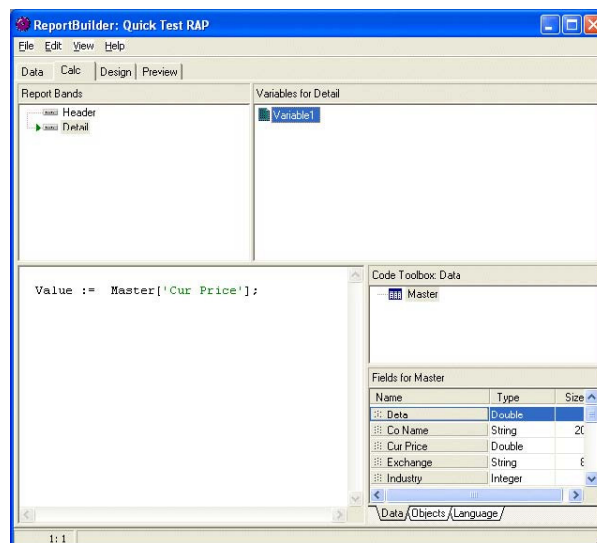 ReportBuilder: Quick Test RAP
File Edit View Help
Data Calc Design Preview
Report Bands
Header
Detail
Variables for Detail
Variable1
Value := Master['Cur Price'];
Code Toolbox: Data
Master
Fields for Master
Name Type Size
Deta Double
Co Name String 20
Cur Price Double
Exchange String
Industry Integer
Data Objects Language
1: 1